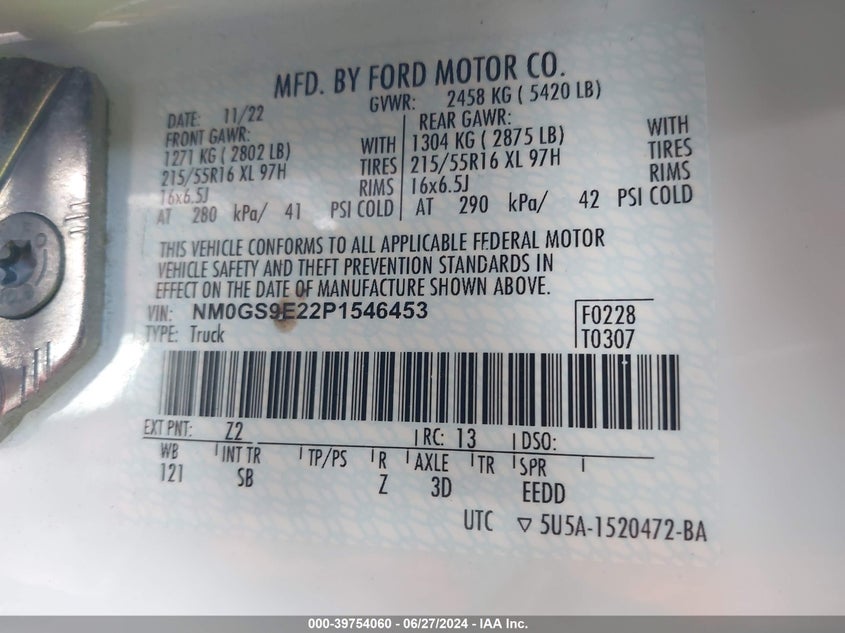 MFD. BY FORD MOTOR CO.
DATE: 11/22 GVWR: 2458 KG ( 5420 LB)
FRONT GAWR: REAR GAWR:
1271 KG ( 2802 LB) WITH 1304 KG ( 2875 LB) WITH
215/55R16 XL 97H TIRES 215/55R16 XL 97H TIRES
16x6.5J RIMS 16x6.5J RIMS
AT 280 kPa/ 41 PSI COLD AT 290 kPa/ 42 PSI COLD
THIS VEHICLE CONFORMS TO ALL APPLICABLE FEDERAL MOTOR
VEHICLE SAFETY AND THEFT PREVENTION STANDARDS IN
EFFECT ON THE DATE OF MANUFACTURE SHOWN ABOVE.
VIN: NM0GS9E22P1546453 F0228
TYPE: Truck T0307
EXT PNT: Z2 RC: 13 DSO:
WB INT TR TP/PS R AXLE TR SPR
121 SB Z 3D EEDD
UTC ▽ 5U5A-1520472-BA
000-39754060 - 06/27/2024 - IAA Inc.